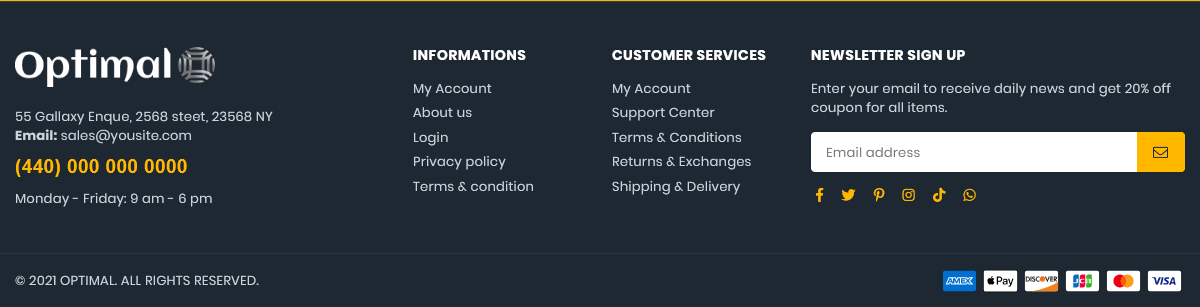 Optimal
55 Gallaxy Enque, 2568 steet, 23568 NY
Email: sales@yousite.com
(440) 000 000 0000
Monday - Friday: 9 am - 6 pm
INFORMATIONS
My Account
About us
Login
Privacy policy
Terms & condition
CUSTOMER SERVICES
My Account
Support Center
Terms & Conditions
Returns & Exchanges
Shipping & Delivery
NEWSLETTER SIGN UP
Enter your email to receive daily news and get 20% off
coupon for all items.
Email address
© 2021 OPTIMAL. ALL RIGHTS RESERVED.
AMEX Pay DISCOVER JCB MasterCard VISA